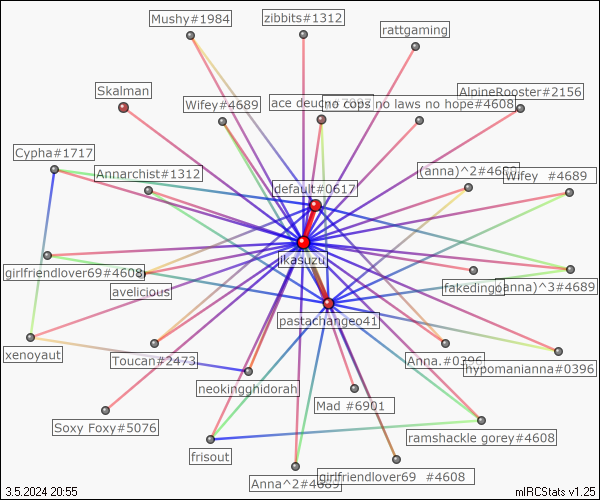 Mushy#1984
zibbits#1312
rattgaming
Skalman
AlpineRooster#2156
Wifey#4689
ace deuce
no cops no laws no hope#4608
Cypha#1717
Annarchist#1312
(anna)^2#4689
Wifey #4689
default#0617
ikasuzu
girlfriendlover69#4608
avelicious
fakedingo
(anna)^3#4689
pastachangeo41
xenoyaut
Toucan#2473
Anna.#0396
hypomanianna#0396
neokingghidorah
Mad #6901
Soxy Foxy#5076
ramshackle gorey#4608
frisout
Anna^2#4689
girlfriendlover69 #4608
3.5.2024 20:55
mIRCStats v1.25